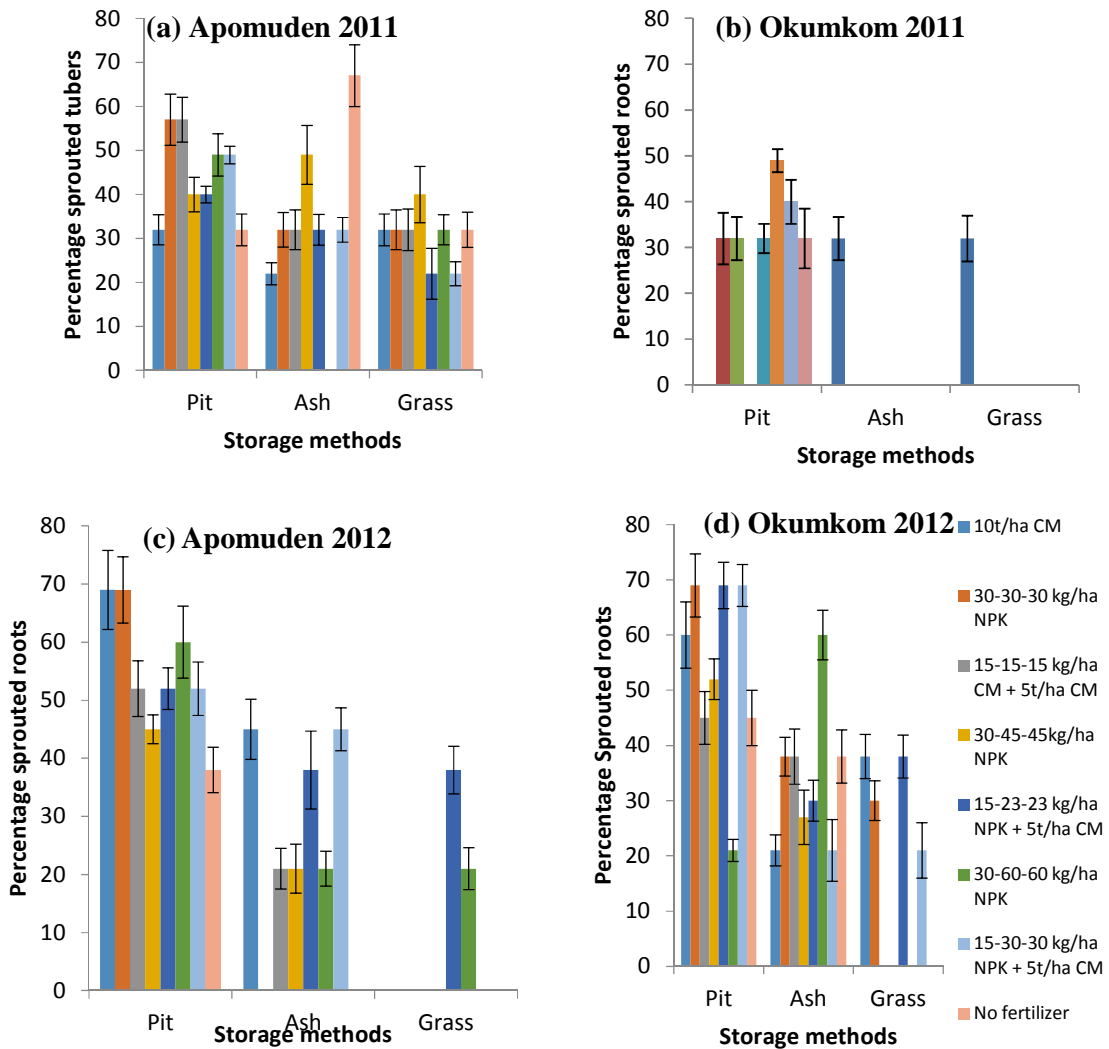 (a) Apomuden 2011
Percentage sprouted tubers
80
70
60
50
40
30
20
10
0
Pit
Ash
Grass
Storage methods
(b) Okumkom 2011
Percentage sprouted roots
80
70
60
50
40
30
20
10
0
Pit
Ash
Grass
Storage methods
(c) Apomuden 2012
Percentage sprouted roots
80
70
60
50
40
30
20
10
0
Pit
Ash
Grass
Storage methods
(d) Okumkom 2012
Percentage Sprouted roots
80
70
60
50
40
30
20
10
0
Pit
Ash
Grass
Storage methods
10t/ha CM
30-30-30 kg/ha
NPK
15-15-15 kg/ha
CM + 5t/ha CM
30-45-45kg/ha
NPK
15-23-23 kg/ha
NPK + 5t/ha CM
30-60-60 kg/ha
NPK
15-30-30 kg/ha
NPK + 5t/ha CM
No fertilizer